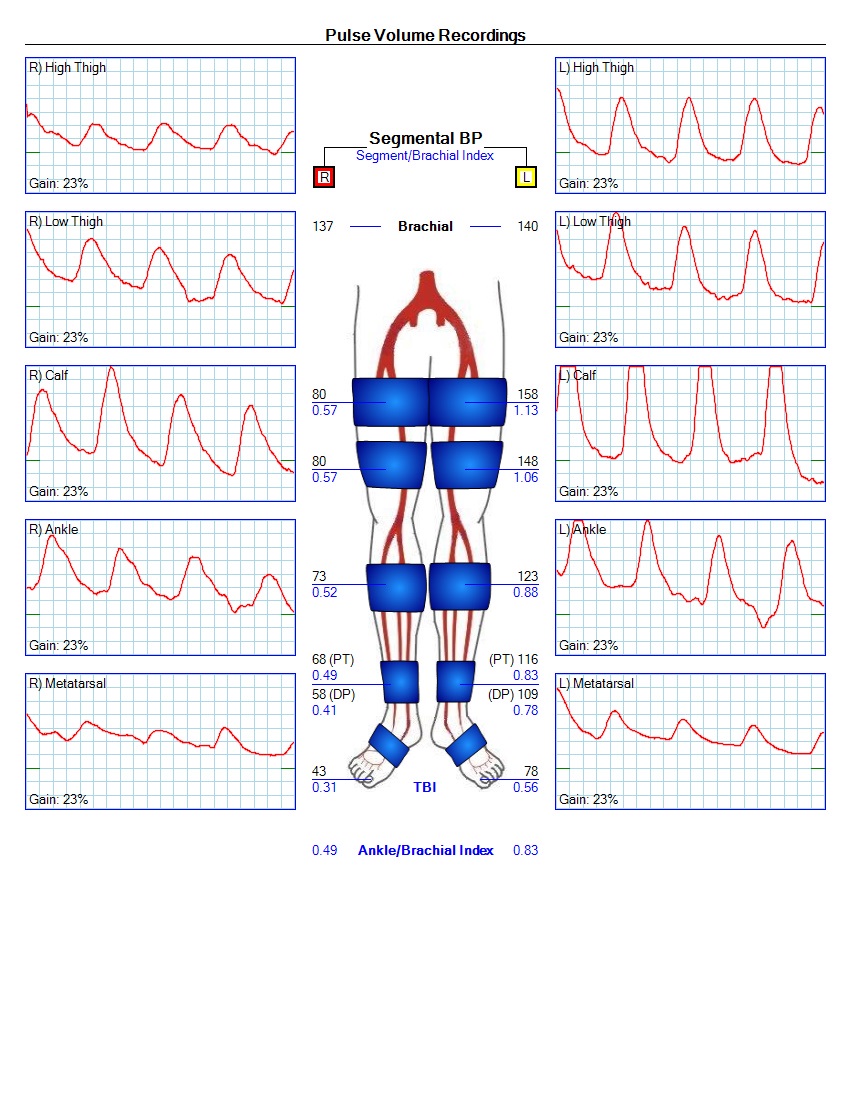 Pulse Volume Recordings
R) High Thigh
Gain: 23%
R) Low Thigh
Gain: 23%
R) Calf
Gain: 23%
R) Ankle
Gain: 23%
R) Metatarsal
Gain: 23%
Segmental BP
Segment/Brachial Index
R L
137 Brachial 140
80 158
0.57 1.13
80 148
0.57 1.06
73 123
0.52 0.88
68 (PT) (PT) 116
0.49 0.83
58 (DP) (DP) 109
0.41 0.78
43 78
0.31 TBI 0.56
0.49 Ankle/Brachial Index 0.83
L) High Thigh
Gain: 23%
L) Low Thigh
Gain: 23%
L) Calf
Gain: 23%
L) Ankle
Gain: 23%
L) Metatarsal
Gain: 23%